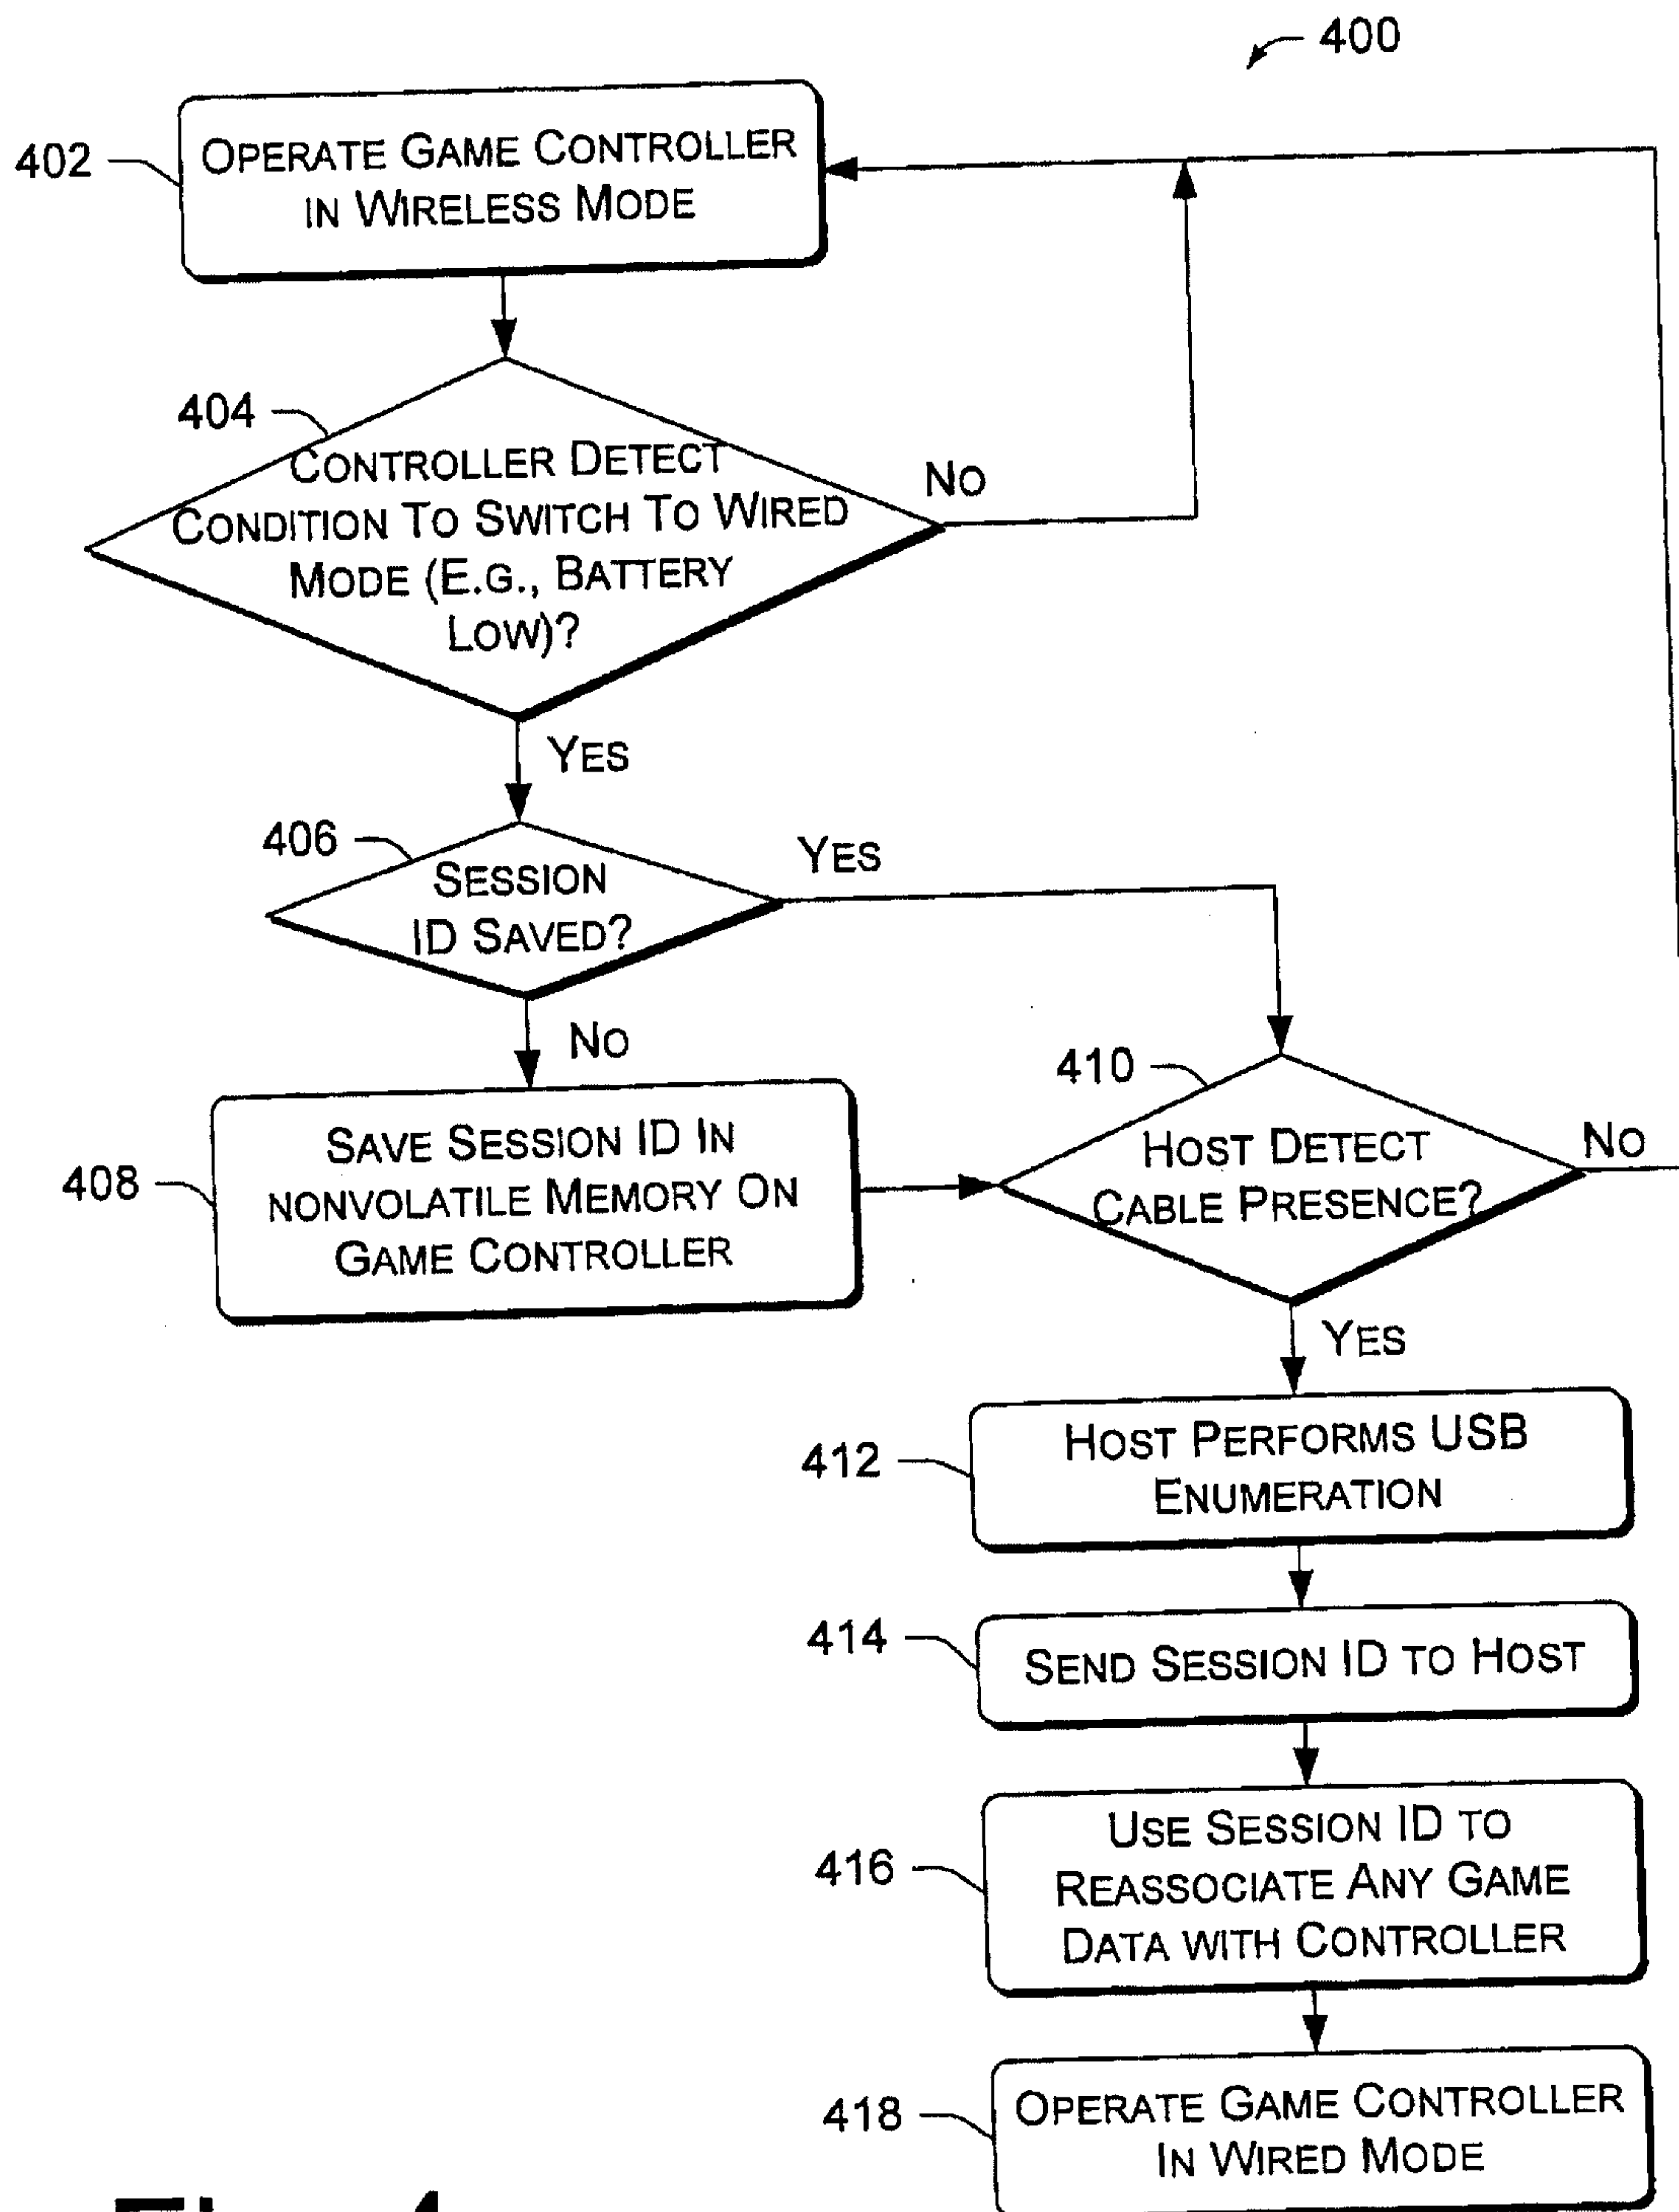 400
402
OPERATE GAME CONTROLLER
IN WIRELESS MODE
404
CONTROLLER DETECT
CONDITION TO SWITCH TO WIRED
MODE (E.G., BATTERY
LOW)?
NO
YES
406
SESSION
ID SAVED?
YES
NO
408
SAVE SESSION ID IN
NONVOLATILE MEMORY ON
GAME CONTROLLER
410
HOST DETECT
CABLE PRESENCE?
NO
YES
412
HOST PERFORMS USB
ENUMERATION
414
SEND SESSION ID TO HOST
416
USE SESSION ID TO
REASSOCIATE ANY GAME
DATA WITH CONTROLLER
418
OPERATE GAME CONTROLLER
IN WIRED MODE